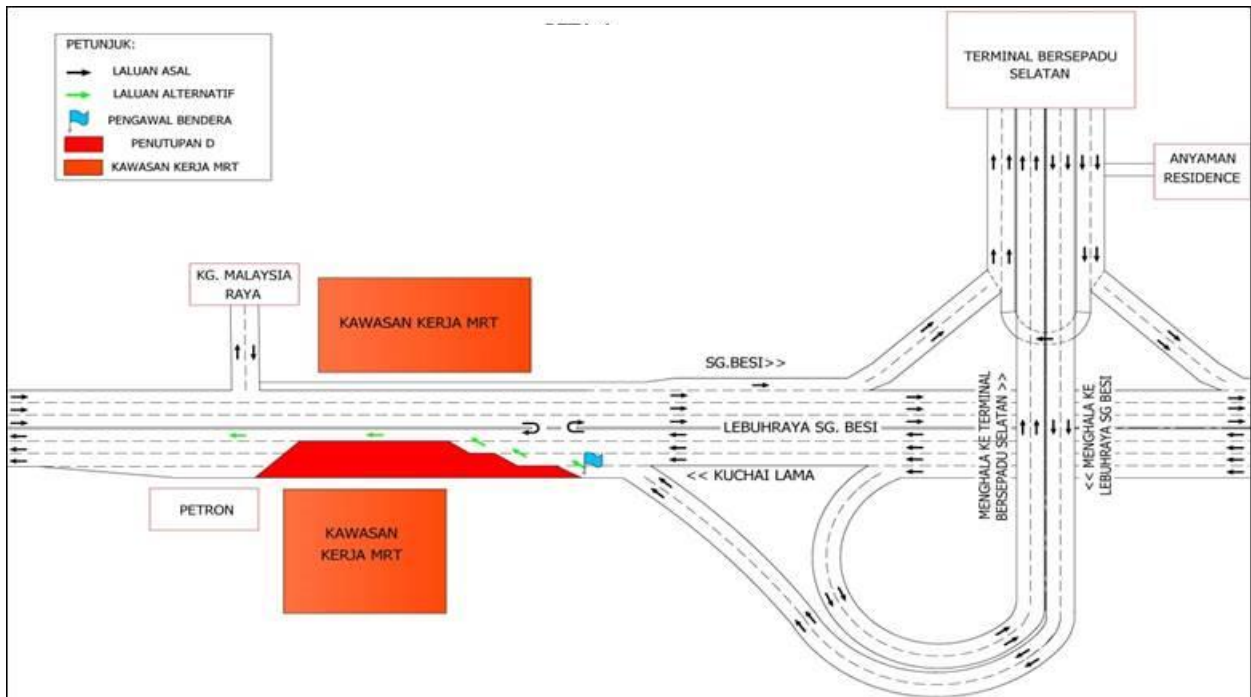 PETUNJUK:
LALUAN ASAL
LALUAN ALTERNATIF
PENGAWAL BENDERA
PENUTUPAN D
KAWASAN KERJA MRT
TERMINAL BERSEPADU
SELATAN
ANYAMAN
RESIDENCE
KG. MALAYSIA
RAYA
KAWASAN KERJA MRT
SG.BESI>>
LEBUHRAYA SG. BESI
<< KUCHAI LAMA
MENGHALA KE TERMINAL
BERSEPADU SELATAN >>
<< MENGHALA KE
LEBUHRAYA SG BESI
PETRON
KAWASAN
KERJA MRT